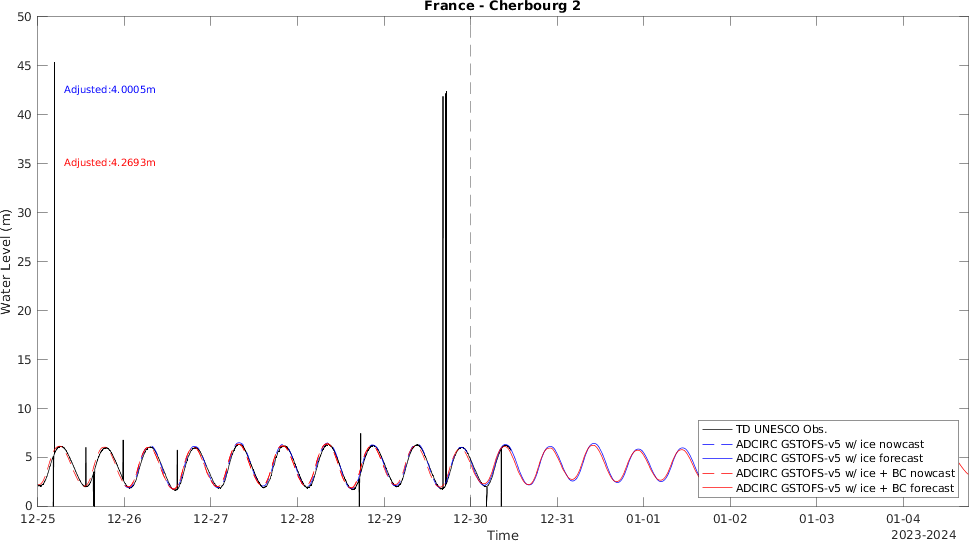 France - Cherbourg 2
50
45
40
35
30
25
20
15
10
5
0
Water Level (m)
Adjusted:4.0005m
Adjusted:4.2693m
TD UNESCO Obs.
ADCIRC GSTOFS-v5 w/ ice nowcast
ADCIRC GSTOFS-v5 w/ ice forecast
ADCIRC GSTOFS-v5 w/ ice + BC nowcast
ADCIRC GSTOFS-v5 w/ ice + BC forecast
12-25 12-26 12-27 12-28 12-29 12-30 12-31 01-01 01-02 01-03 01-04
Time
2023-2024